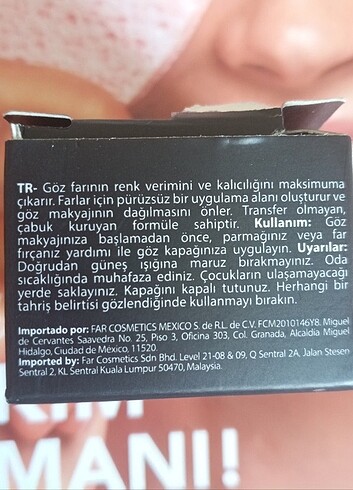 TR- Göz farının renk verimini ve kalıcılığını maksimuma
çıkarır. Farlar için pürüzsüz bir uygulama alanı oluşturur ve
göz makyajının dağılmasını önler. Transfer olmayan,
çabuk kuruyan formüle sahiptir. Kullanım: Göz
makyajınıza başlamadan önce, parmağınız veya far
fırçanız yardımı ile göz kapağınıza uygulayın. Uyarılar:
Doğrudan güneş ışığına maruz bırakmayınız. Oda
sıcaklığında muhafaza ediniz. Çocukların ulaşamayacağı
yerde saklayınız. Kapağını kapalı tutunuz. Herhangi bir
tahriş belirtisi gözlendiğinde kullanmayı bırakın.
Importado por: FAR COSMETICS MEXICO S. de R.L. de C.V. FCM2010146Y8. Miguel
de Cervantes Saavedra No. 25, Piso 3, Oficina 303, Col. Granada, Alcaldía Miguel
Hidalgo, Ciudad de México. 11520.
Imported by: Far Cosmetics Sdn Bhd. Level 21-08 & 09, Q Sentral 2A, Jalan Stesen
Sentral 2, KL Sentral Kuala Lumpur 50470, Malaysia.
MANI!